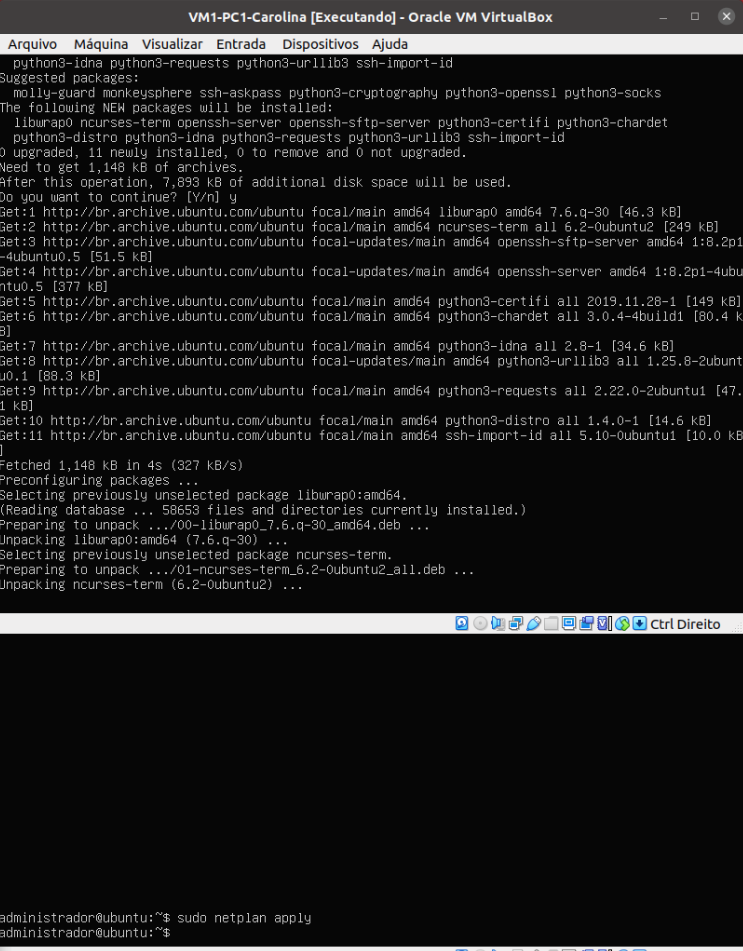 VM1-PC1-Carolina [Executando] - Oracle VM VirtualBox
Arquivo Máquina Visualizar Entrada Dispositivos Ajuda
python3-idna python3-requests python3-urllib3 ssh-import-id
Suggested packages:
molly-guard monkeysphere ssh-askpass python3-cryptography python3-openssl python3-socks
The following NEW packages will be installed:
libwrap0 ncurses-term openssh-server openssh-sftp-server python3-certifi python3-chardet
python3-distro python3-idna python3-requests python3-urllib3 ssh-import-id
0 upgraded, 11 newly installed, 0 to remove and 0 not upgraded.
Need to get 1,148 kB of archives.
After this operation, 7,893 kB of additional disk space will be used.
Do you want to continue? [Y/n] y
Get:1 http://br.archive.ubuntu.com/ubuntu focal/main amd64 libwrap0 amd64 7.6.q-30 [46.3 kB]
Get:2 http://br.archive.ubuntu.com/ubuntu focal/main amd64 ncurses-term all 6.2-0ubuntu2 [249 kB]
Get:3 http://br.archive.ubuntu.com/ubuntu focal-updates/main amd64 openssh-sftp-server amd64 1:8.2p1
-4ubuntu0.5 [51.5 kB]
Get:4 http://br.archive.ubuntu.com/ubuntu focal-updates/main amd64 openssh-server amd64 1:8.2p1-4ubu
ntu0.5 [377 kB]
Get:5 http://br.archive.ubuntu.com/ubuntu focal/main amd64 python3-certifi all 2019.11.28-1 [149 kB]
Get:6 http://br.archive.ubuntu.com/ubuntu focal/main amd64 python3-chardet all 3.0.4-4build1 [80.4 k
B]
Get:7 http://br.archive.ubuntu.com/ubuntu focal/main amd64 python3-idna all 2.8-1 [34.6 kB]
Get:8 http://br.archive.ubuntu.com/ubuntu focal-updates/main amd64 python3-urllib3 all 1.25.8-2ubunt
u0.1 [88.3 kB]
Get:9 http://br.archive.ubuntu.com/ubuntu focal/main amd64 python3-requests all 2.22.0-2ubuntu1 [47.
1 kB]
Get:10 http://br.archive.ubuntu.com/ubuntu focal/main amd64 python3-distro all 1.4.0-1 [14.6 kB]
Get:11 http://br.archive.ubuntu.com/ubuntu focal/main amd64 ssh-import-id all 5.10-0ubuntu1 [10.0 kB
]
Fetched 1,148 kB in 4s (327 kB/s)
Preconfiguring packages ...
Selecting previously unselected package libwrap0:amd64.
(Reading database ... 58653 files and directories currently installed.)
Preparing to unpack .../00-libwrap0_7.6.q-30_amd64.deb ...
Unpacking libwrap0:amd64 (7.6.q-30) ...
Selecting previously unselected package ncurses-term.
Preparing to unpack .../01-ncurses-term_6.2-0ubuntu2_all.deb ...
Unpacking ncurses-term (6.2-0ubuntu2) ...
Ctrl Direito
administrador@ubuntu:~$ sudo netplan apply
administrador@ubuntu:~$